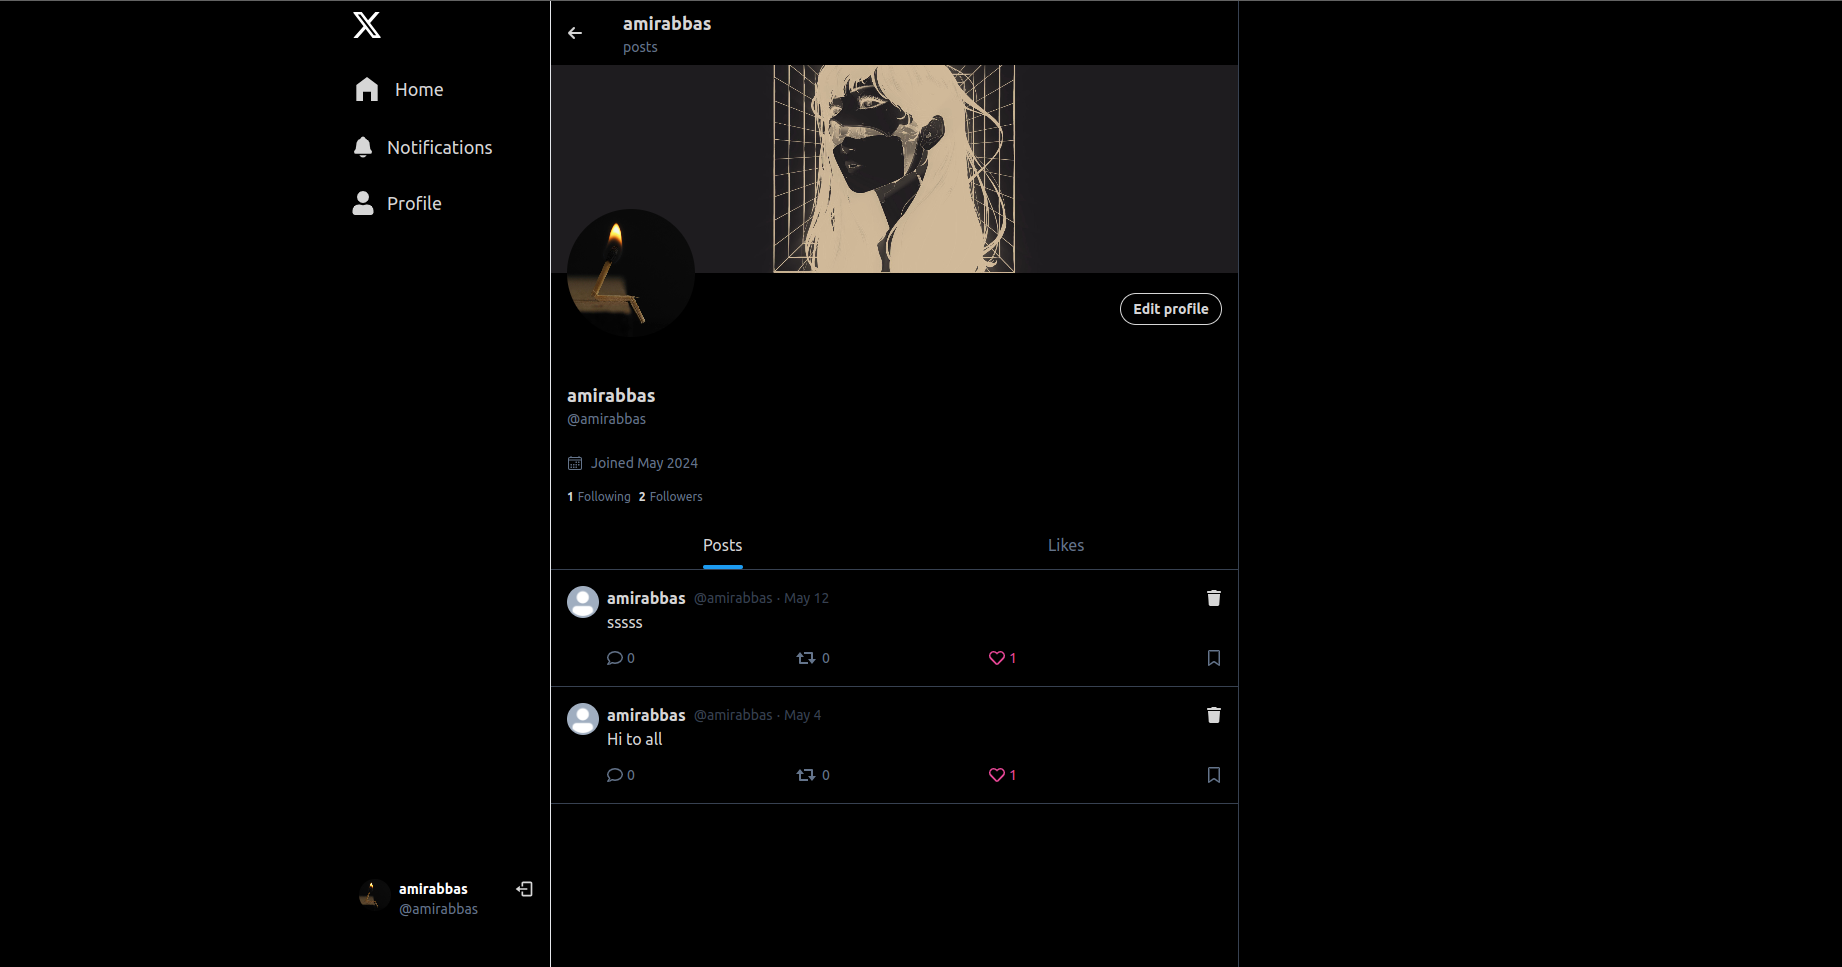 Home
Notifications
Profile
amirabbas
@amirabbas
amirabbas
posts
Edit profile
amirabbas
@amirabbas
Joined May 2024
1 Following 2 Followers
Posts Likes
amirabbas @amirabbas · May 12
sssss
0 0 1
amirabbas @amirabbas · May 4
Hi to all
0 0 1